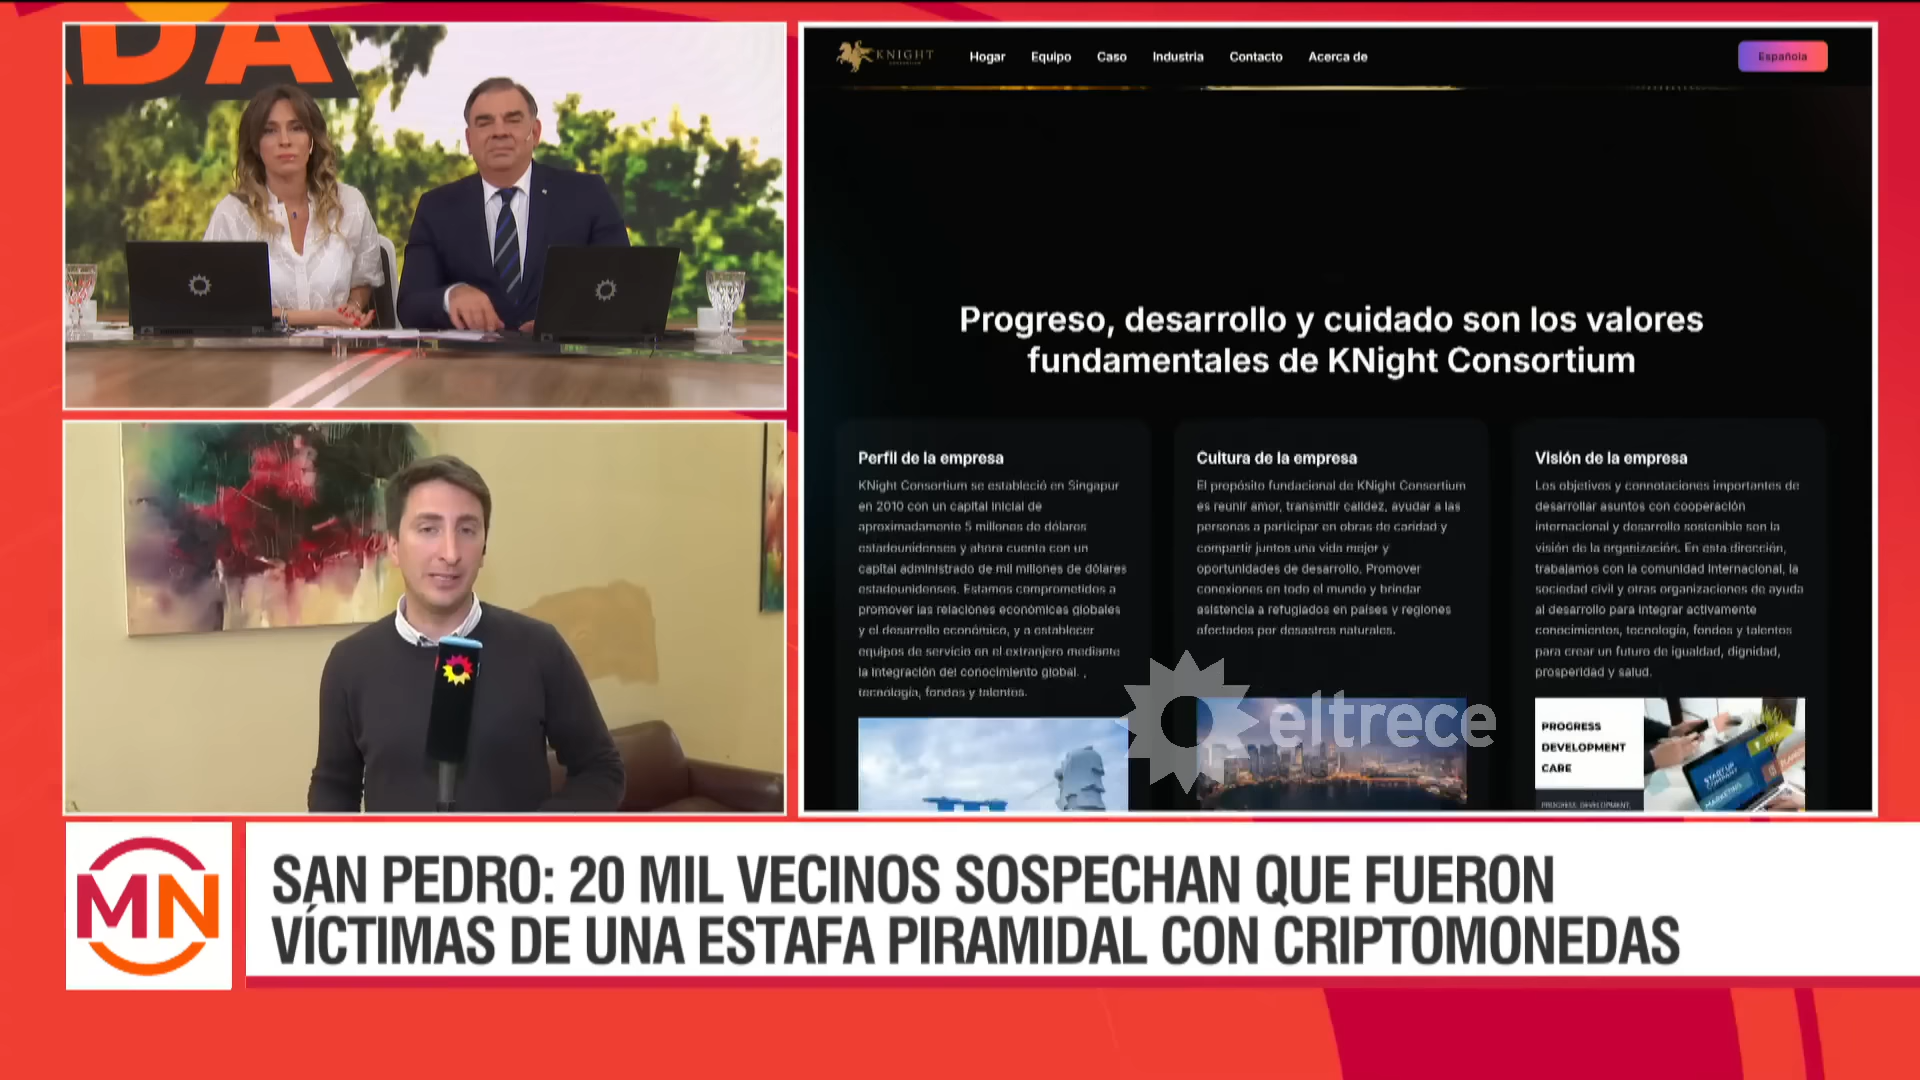 DA
KNIGHT
Hogar
Equipo
Caso
Industria
Contacto
Acerca de
Española
Progreso, desarrollo y cuidado son los valores
fundamentales de KNight Consortium
Perfil de la empresa
KNight Consortium se estableció en Singapur
en 2010 con un capital inicial de
aproximadamente 5 millones de dólares
estadounidenses y ahora cuenta con un
capital administrado de mil millones de dólares
estadounidenses. Estamos comprometidos a
promover las relaciones económicas globales
y el desarrollo económico, y a establecer
equipos de servicio en el extranjero mediante
la integración del conocimiento global. ,
tecnología, fondos y talentos.
Cultura de la empresa
El propósito fundacional de KNight Consortium
es reunir amor, transmitir calidez, ayudar a las
personas a participar en obras de caridad y
compartir juntos una vida mejor y
oportunidades de desarrollo. Promover
conexiones en todo el mundo y brindar
asistencia a refugiados en países y regiones
afectados por desastres naturales.
Visión de la empresa
Los objetivos y connotaciones importantes de
desarrollar asuntos con cooperación
internacional y desarrollo sostenible son la
visión de la organización. En esta dirección,
trabajamos con la comunidad internacional, la
sociedad civil y otras organizaciones de ayuda
al desarrollo para integrar activamente
conocimientos, tecnología, fondos y talentos
para crear un futuro de igualdad, dignidad,
prosperidad y salud.
PROGRESS
DEVELOPMENT
CARE
PROGRESS, DEVELOPMENT,
STARTUP
COMPANY
MARKETING
eltrece
MN
SAN PEDRO: 20 MIL VECINOS SOSPECHAN QUE FUERON
VÍCTIMAS DE UNA ESTAFA PIRAMIDAL CON CRIPTOMONEDAS